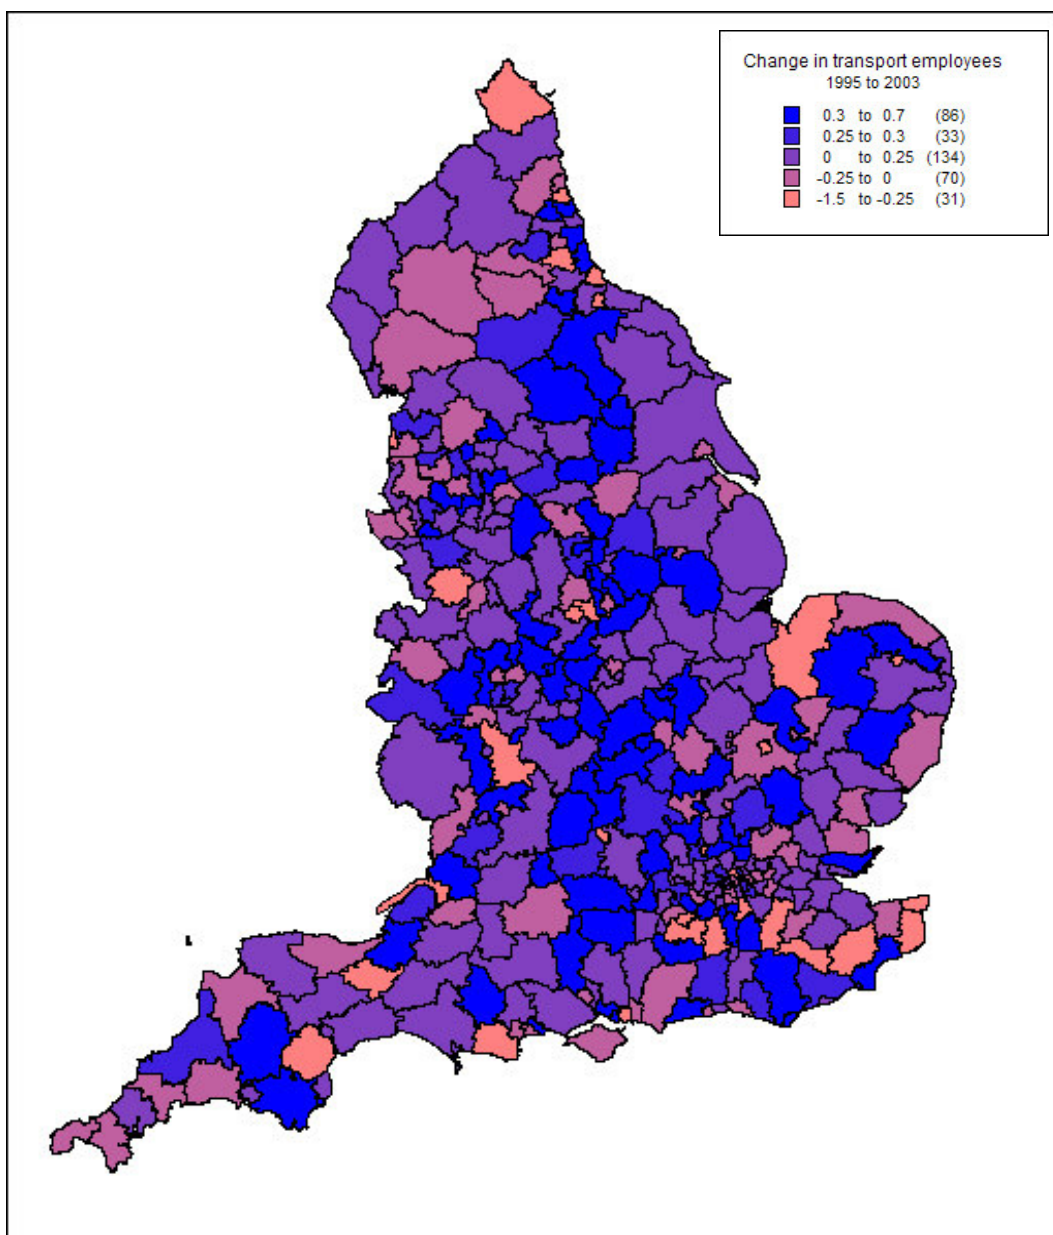 Change in transport employees
1995 to 2003
0.3 to 0.7 (86)
0.25 to 0.3 (33)
0 to 0.25 (134)
-0.25 to 0 (70)
-1.5 to -0.25 (31)